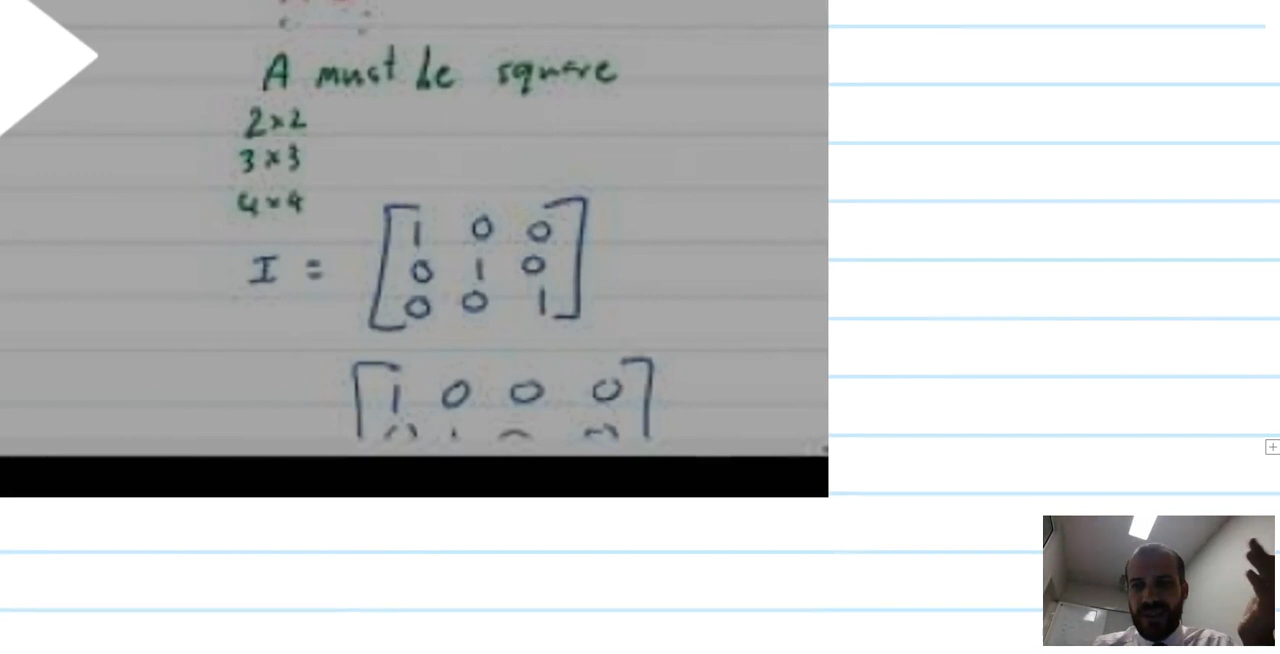 A must be square
2×2
3×3
4×4
I =
1 0 0
0 1 0
0 0 1
1 0 0 0